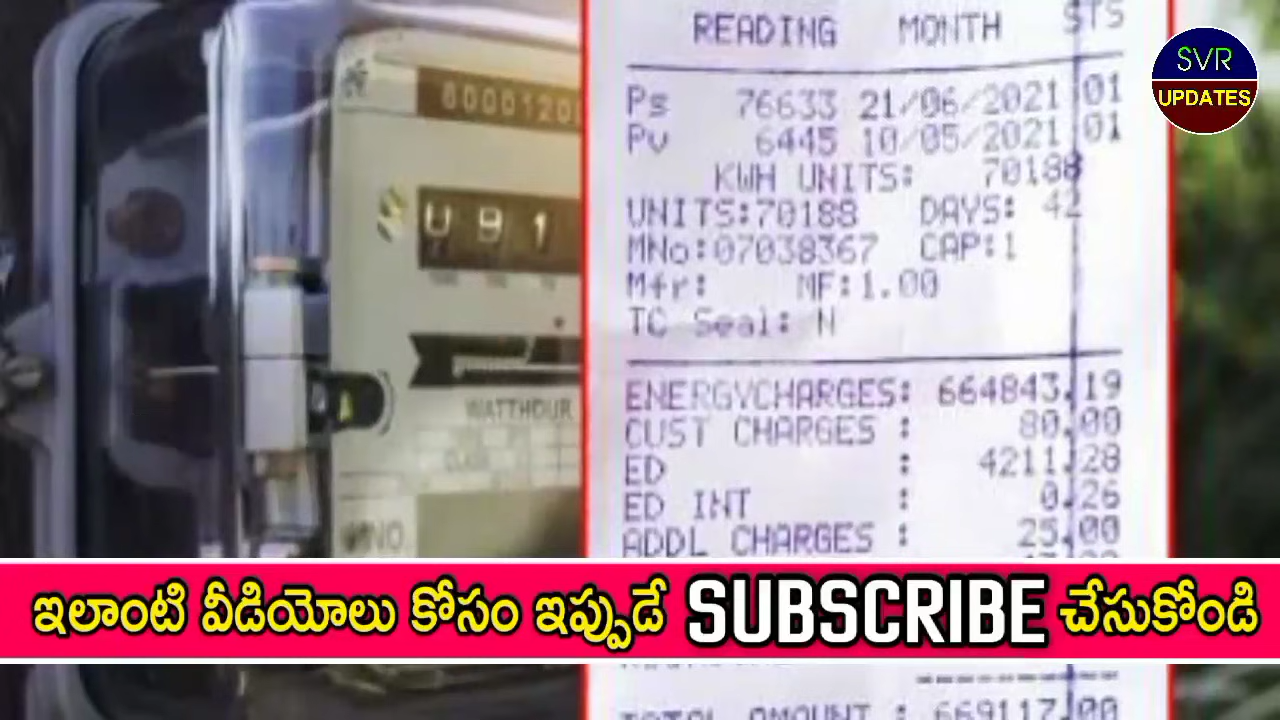 READING MONTH STS
Ps 76633 21/06/2021 01
Pv 6445 10/05/2021 01
KWH UNITS: 70188
UNITS:70188 DAYS: 42
MNo:07038367 CAP:1
Mfr: MF:1.00
TC Seal: N
ENERGYCHARGES: 664843.19
CUST CHARGES : 80.00
ED : 4211.28
ED INT : 0.26
ADDL CHARGES : 25.00
TOTAL AMOUNT : 669117.00
SVR
UPDATES
WATTHOUR
CLASS
NO.
ఇలాంటి వీడియోలు కోసం ఇప్పుడే SUBSCRIBE చేసుకోండి